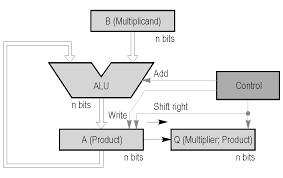 B (Multiplicand)
n bits
ALU
Add
Control
n bits
Write
Shift right
A (Product)
Q (Multiplier; Product)
n bits
n bits